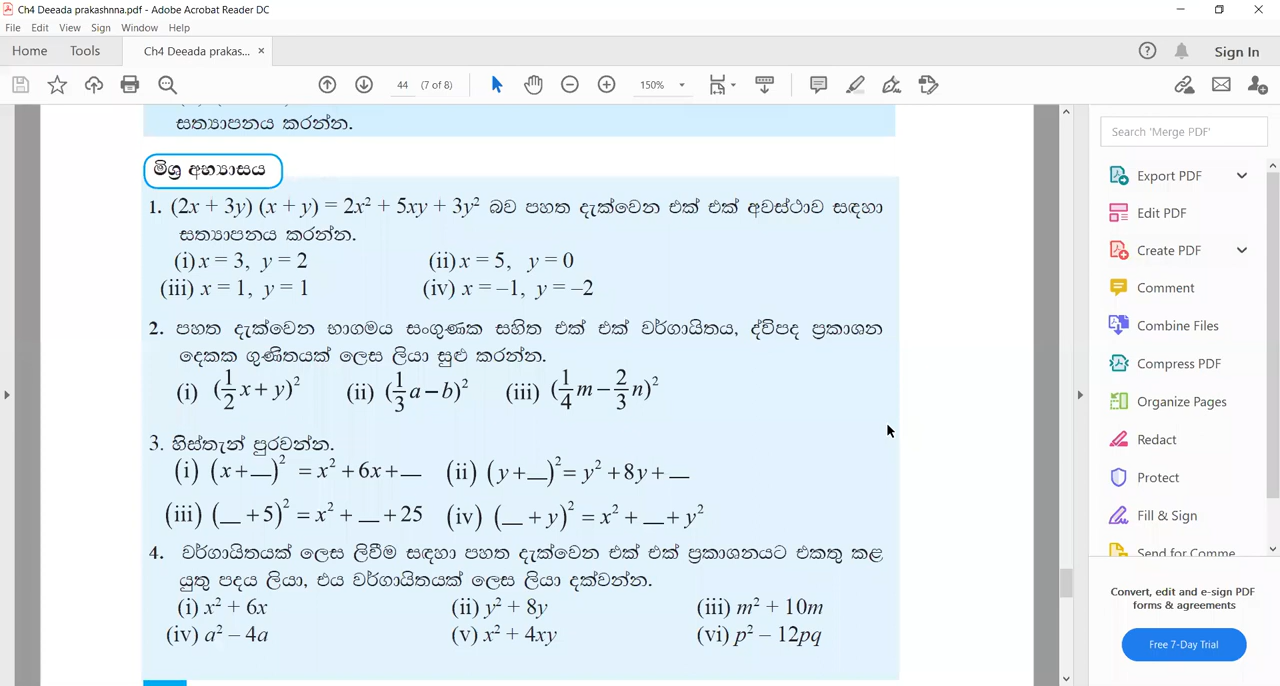 Ch4 Deeada prakashnna.pdf - Adobe Acrobat Reader DC
File Edit View Sign Window Help
Home Tools Ch4 Deeada prakas... × Sign In
44 (7 of 8) 150%
සත්‍යාපනය කරන්න.
මිශ්‍ර අභ්‍යාසය
1. (2x + 3y) (x + y) = 2x² + 5xy + 3y² බව පහත දැක්වෙන එක් එක් අවස්ථාව සඳහා
සත්‍යාපනය කරන්න.
(i) x = 3, y = 2 (ii) x = 5, y = 0
(iii) x = 1, y = 1 (iv) x = –1, y = –2
2. පහත දැක්වෙන භාගමය සංගුණක සහිත එක් එක් වර්ගායිතය, ද්විපද ප්‍රකාශන
දෙකක ගුණිතයක් ලෙස ලියා සුළු කරන්න.
(i) (1/2 x + y)² (ii) (1/3 a – b)² (iii) (1/4 m – 2/3 n)²
3. හිස්තැන් පුරවන්න.
(i) (x + __)² = x² + 6x + __ (ii) (y + __)² = y² + 8y + __
(iii) (__ + 5)² = x² + __ + 25 (iv) (__ + y)² = x² + __ + y²
4. වර්ගායිතයක් ලෙස ලිවීම සඳහා පහත දැක්වෙන එක් එක් ප්‍රකාශනයට එකතු කළ
යුතු පදය ලියා, එය වර්ගායිතයක් ලෙස ලියා දක්වන්න.
(i) x² + 6x (ii) y² + 8y (iii) m² + 10m
(iv) a² – 4a (v) x² + 4xy (vi) p² – 12pq
Search 'Merge PDF'
Export PDF
Edit PDF
Create PDF
Comment
Combine Files
Compress PDF
Organize Pages
Redact
Protect
Fill & Sign
Send for Comme
Convert, edit and e-sign PDF
forms & agreements
Free 7-Day Trial